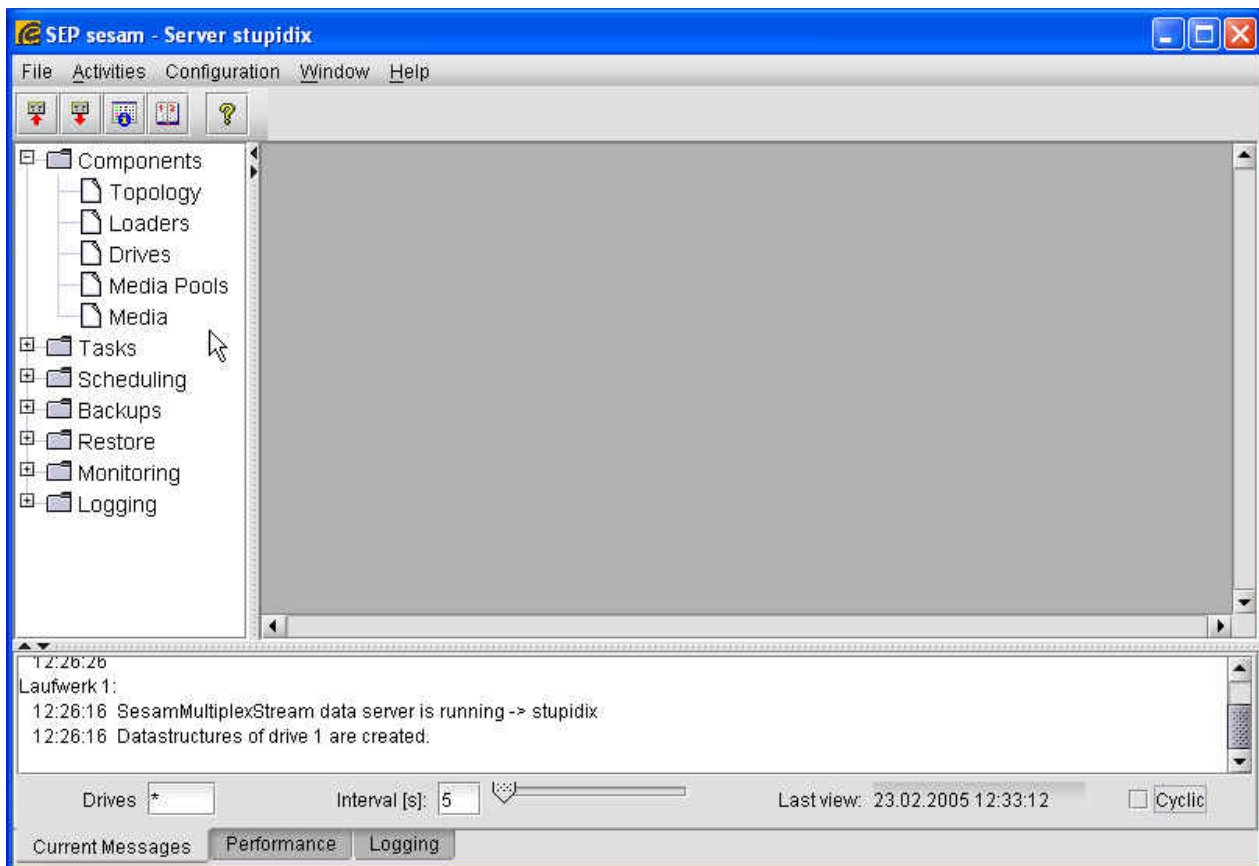 SEP sesam - Server stupidix
File Activities Configuration Window Help
Components
Topology
Loaders
Drives
Media Pools
Media
Tasks
Scheduling
Backups
Restore
Monitoring
Logging
12:26:26
Laufwerk 1:
12:26:16 SesamMultiplexStream data server is running -> stupidix
12:26:16 Datastructures of drive 1 are created.
Drives * Interval [s]: 5 Last view: 23.02.2005 12:33:12 Cyclic
Current Messages Performance Logging